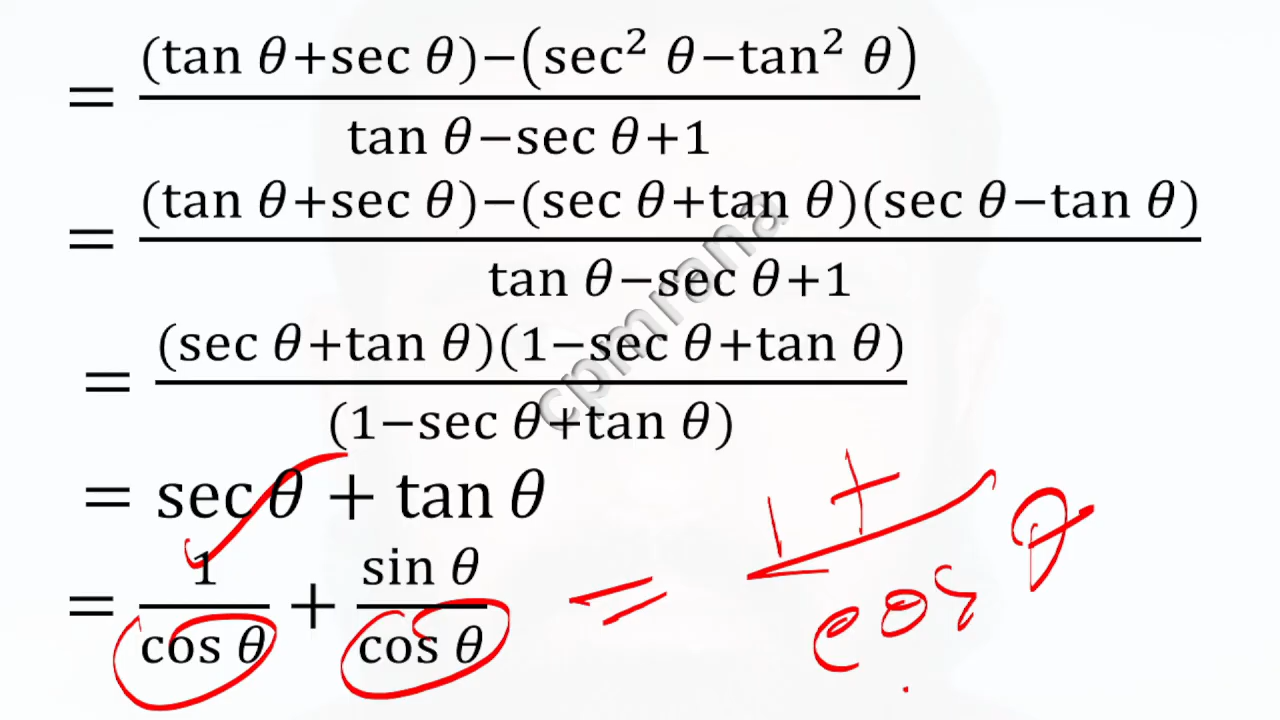 = (tan θ+sec θ)−(sec² θ−tan² θ)
tan θ−sec θ+1
= (tan θ+sec θ)−(sec θ+tan θ)(sec θ−tan θ)
tan θ−sec θ+1
= (sec θ+tan θ)(1−sec θ+tan θ)
(1−sec θ+tan θ)
= sec θ + tan θ
= 1/cos θ + sin θ/cos θ = 1 + / cos θ
cpmrana